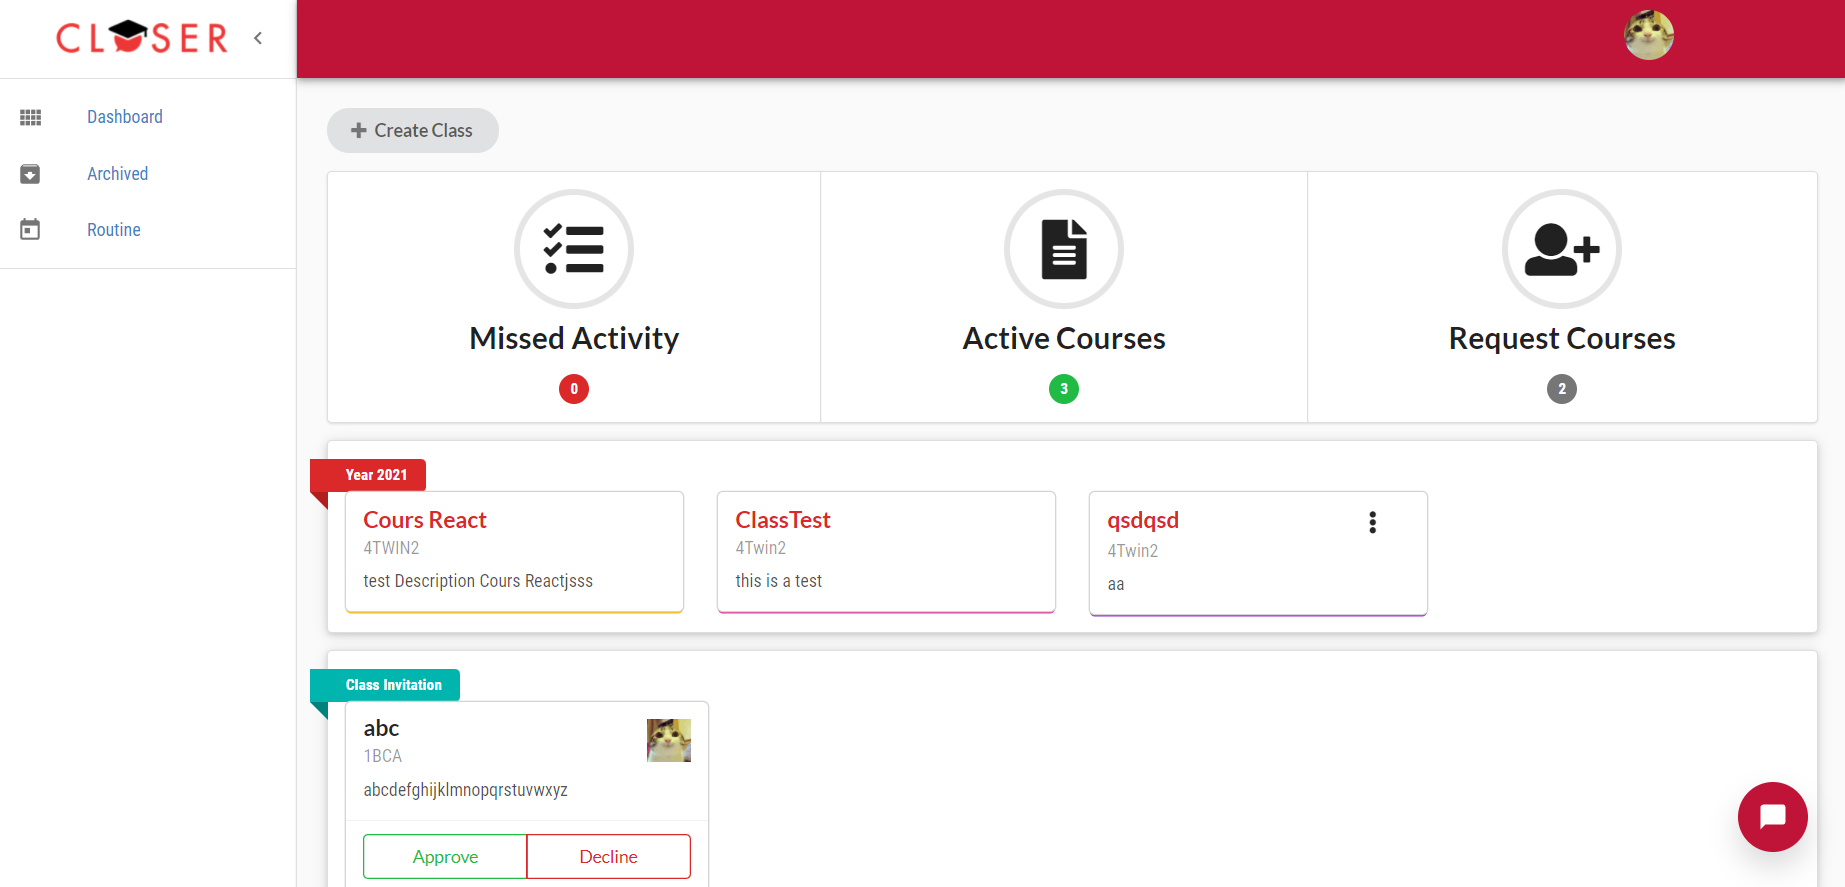 CLOSER
Dashboard
Archived
Routine
Create Class
Missed Activity
0
Active Courses
3
Request Courses
2
Year 2021
Cours React
4TWIN2
test Description Cours Reactjsss
ClassTest
4Twin2
this is a test
qsdqsd
4Twin2
aa
Class Invitation
abc
1BCA
abcdefghijklmnopqrstuvwxyz
Approve
Decline